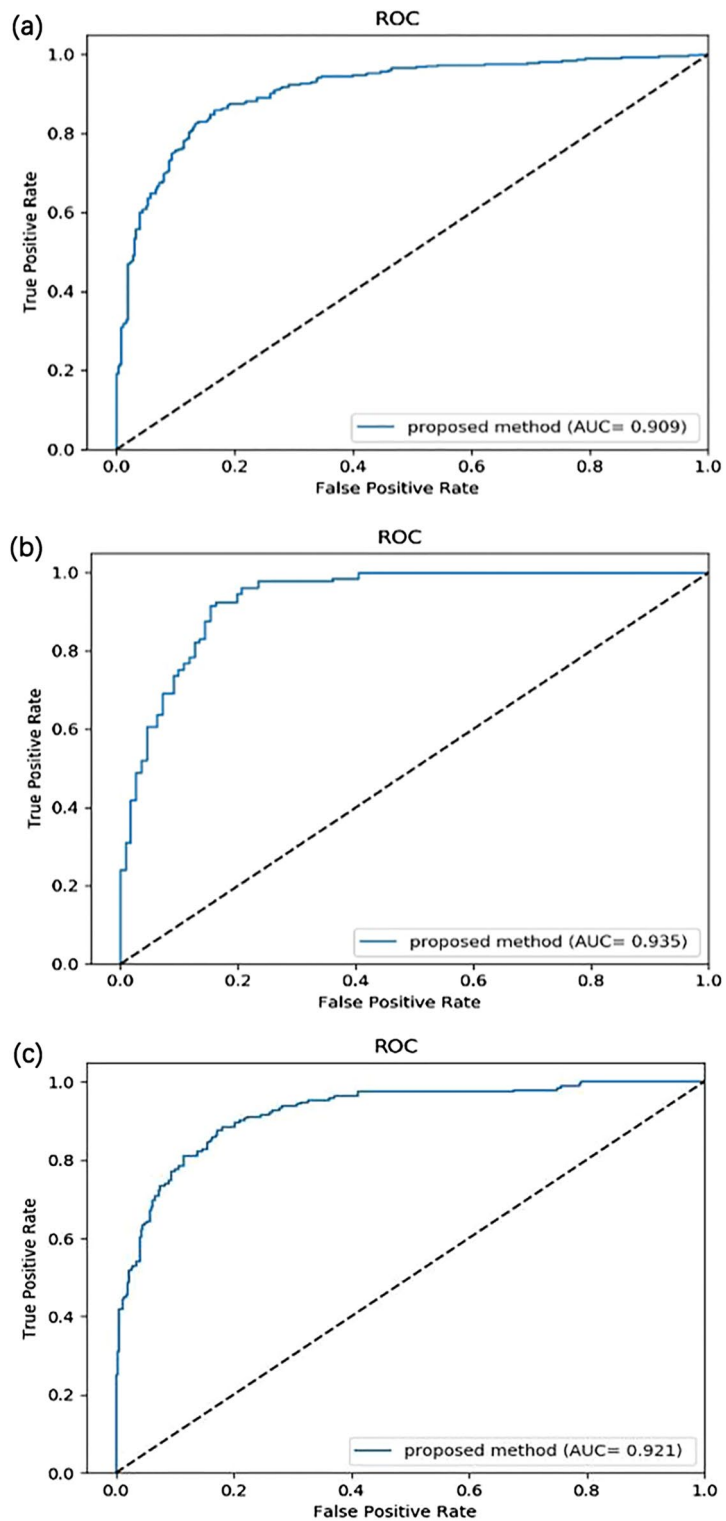 (a)
ROC
1.0
0.8
0.6
0.4
0.2
0.0
True Positive Rate
proposed method (AUC= 0.909)
0.0 0.2 0.4 0.6 0.8 1.0
False Positive Rate
(b)
ROC
1.0
0.8
0.6
0.4
0.2
0.0
True Positive Rate
proposed method (AUC= 0.935)
0.0 0.2 0.4 0.6 0.8 1.0
False Positive Rate
(c)
ROC
1.0
0.8
0.6
0.4
0.2
0.0
True Positive Rate
proposed method (AUC= 0.921)
0.0 0.2 0.4 0.6 0.8 1.0
False Positive Rate